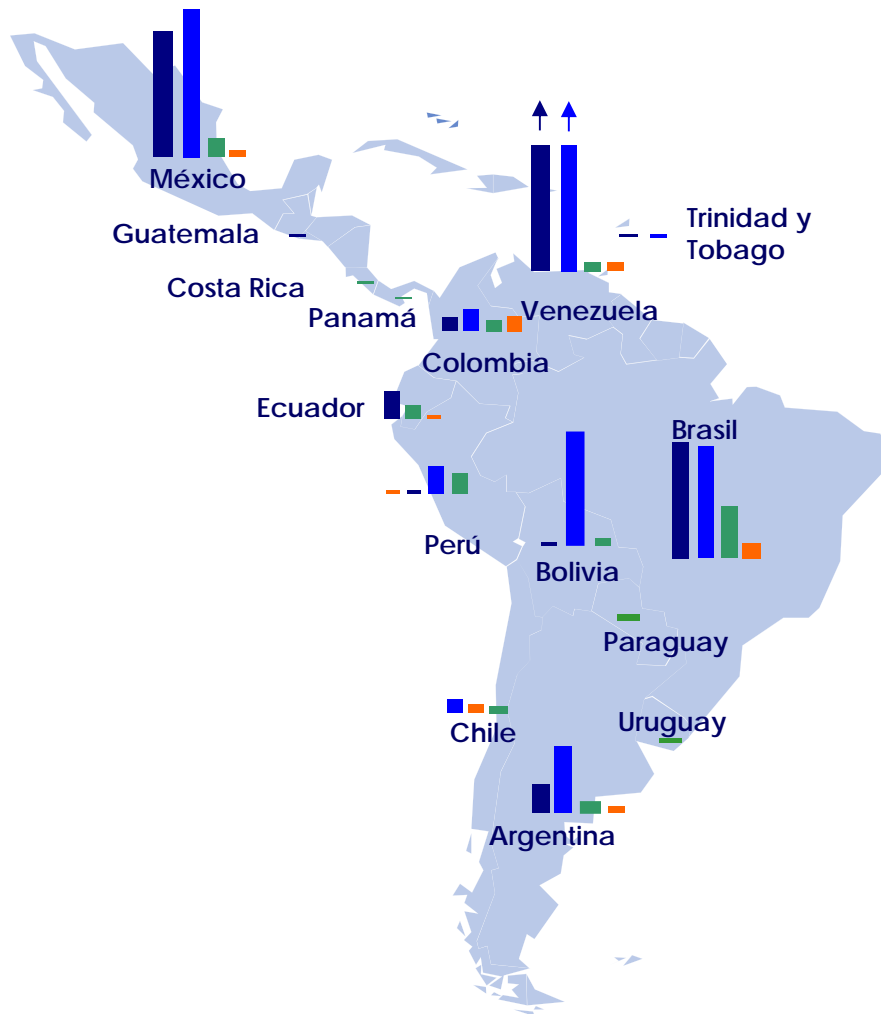 México
Guatemala
Trinidad y
Tobago
Costa Rica
Panamá
Venezuela
Colombia
Ecuador
Brasil
Perú
Bolivia
Paraguay
Uruguay
Chile
Argentina